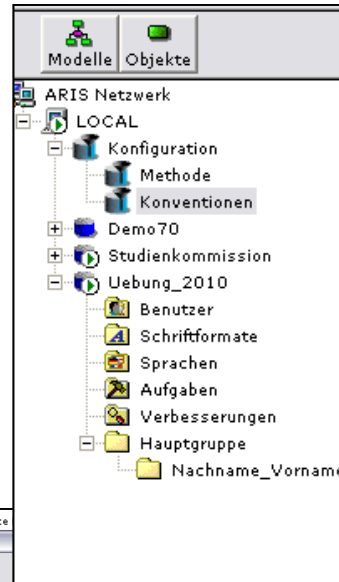 Modelle Objekte
ARIS Netzwerk
LOCAL
Konfiguration
Methode
Konventionen
Demo70
Studienkommission
Uebung_2010
Benutzer
Schriftformate
Sprachen
Aufgaben
Verbesserungen
Hauptgruppe
Nachname_Vorname